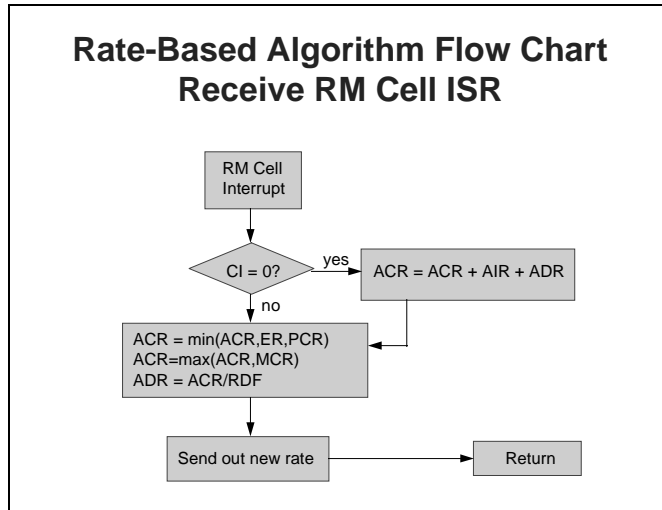 Rate-Based Algorithm Flow Chart
Receive RM Cell ISR
RM Cell
Interrupt
CI = 0?
yes
ACR = ACR + AIR + ADR
no
ACR = min(ACR,ER,PCR)
ACR=max(ACR,MCR)
ADR = ACR/RDF
Send out new rate
Return